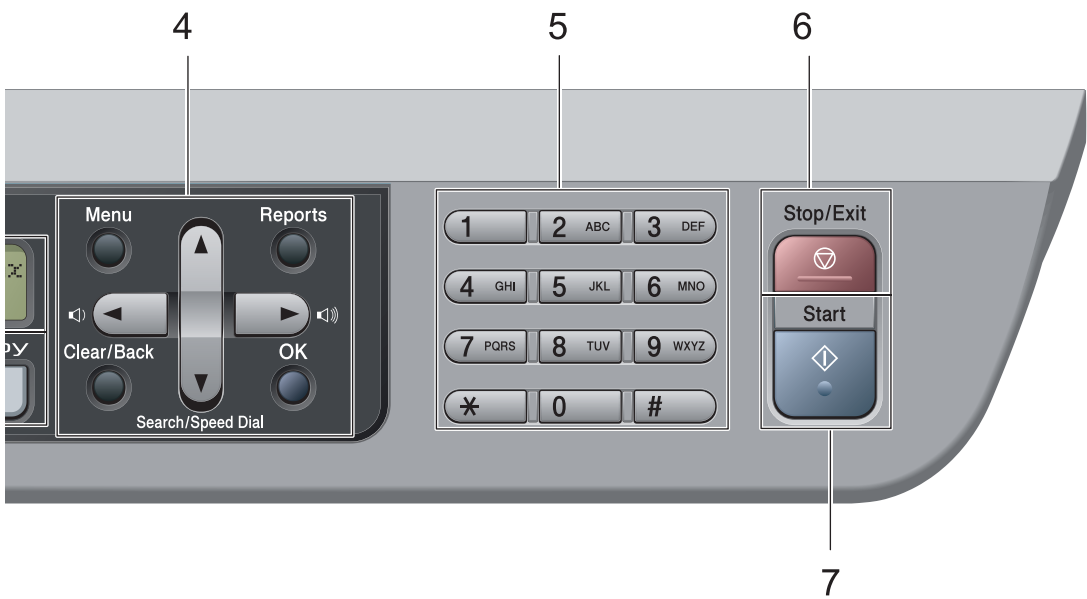 4
5
6
Menu
Reports
Stop/Exit
1
2 ABC
3 DEF
4 GHI
5 JKL
6 MNO
Start
Clear/Back
OK
7 PQRS
8 TUV
9 WXYZ
Search/Speed Dial
*
0
#
7